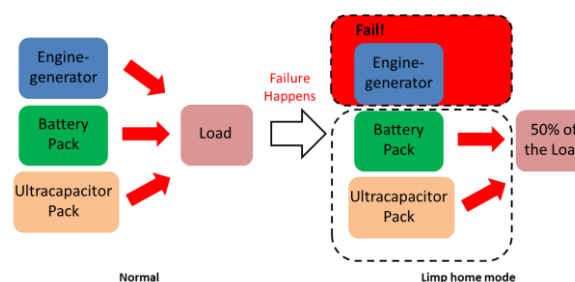 Engine-
generator
Battery
Pack
Ultracapacitor
Pack
Load
Normal
Failure
Happens
Fail!
Engine-
generator
Battery
Pack
Ultracapacitor
Pack
50% of
the Load
Limp home mode